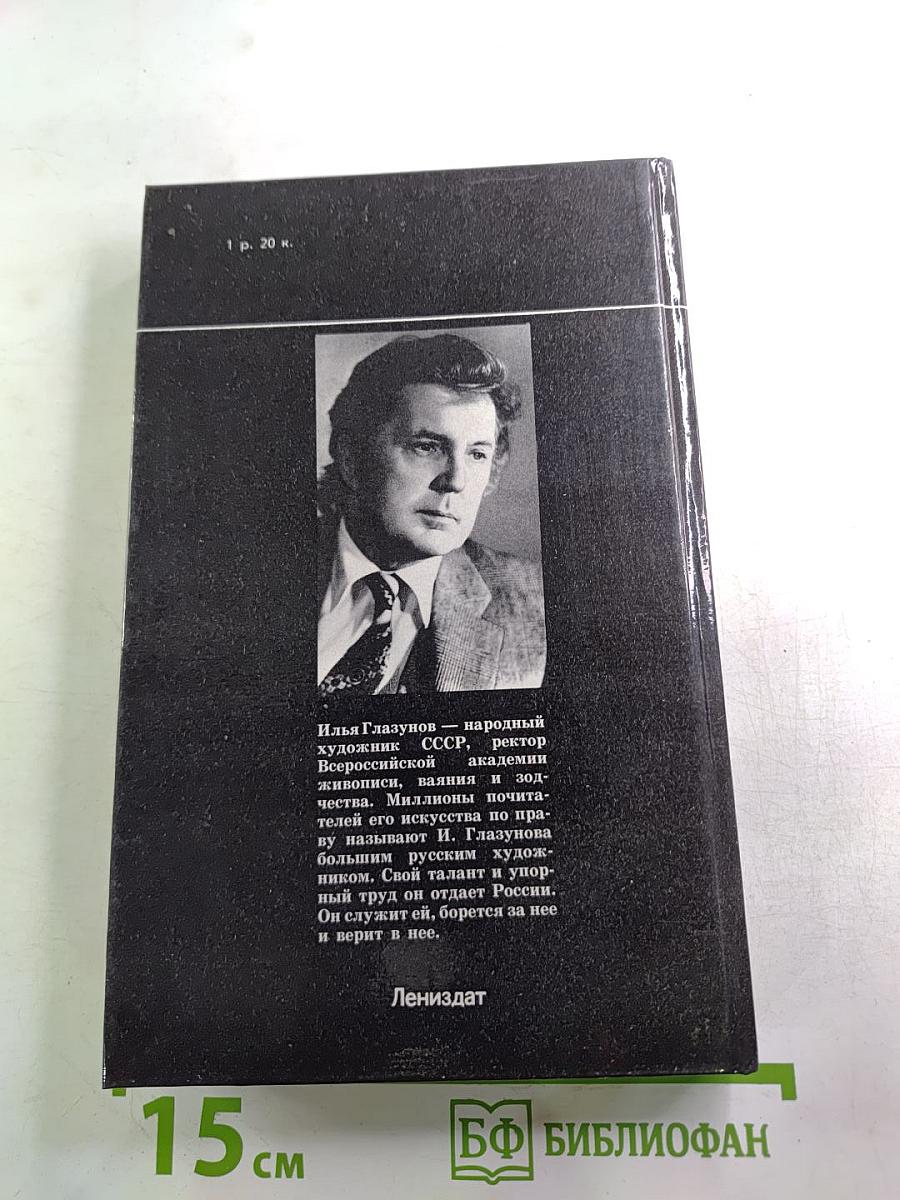 1 р. 20 к.
Илья Глазунов — народный
художник СССР, ректор
Всероссийской академии
живописи, ваяния и зод-
чества. Миллионы почита-
телей его искусства по пра-
ву называют И. Глазунова
большим русским худож-
ником. Свой талант и упор-
ный труд он отдает России.
Он служит ей, борется за нее
и верит в нее.
Лениздат
15 см
БФ БИБЛИОФАН